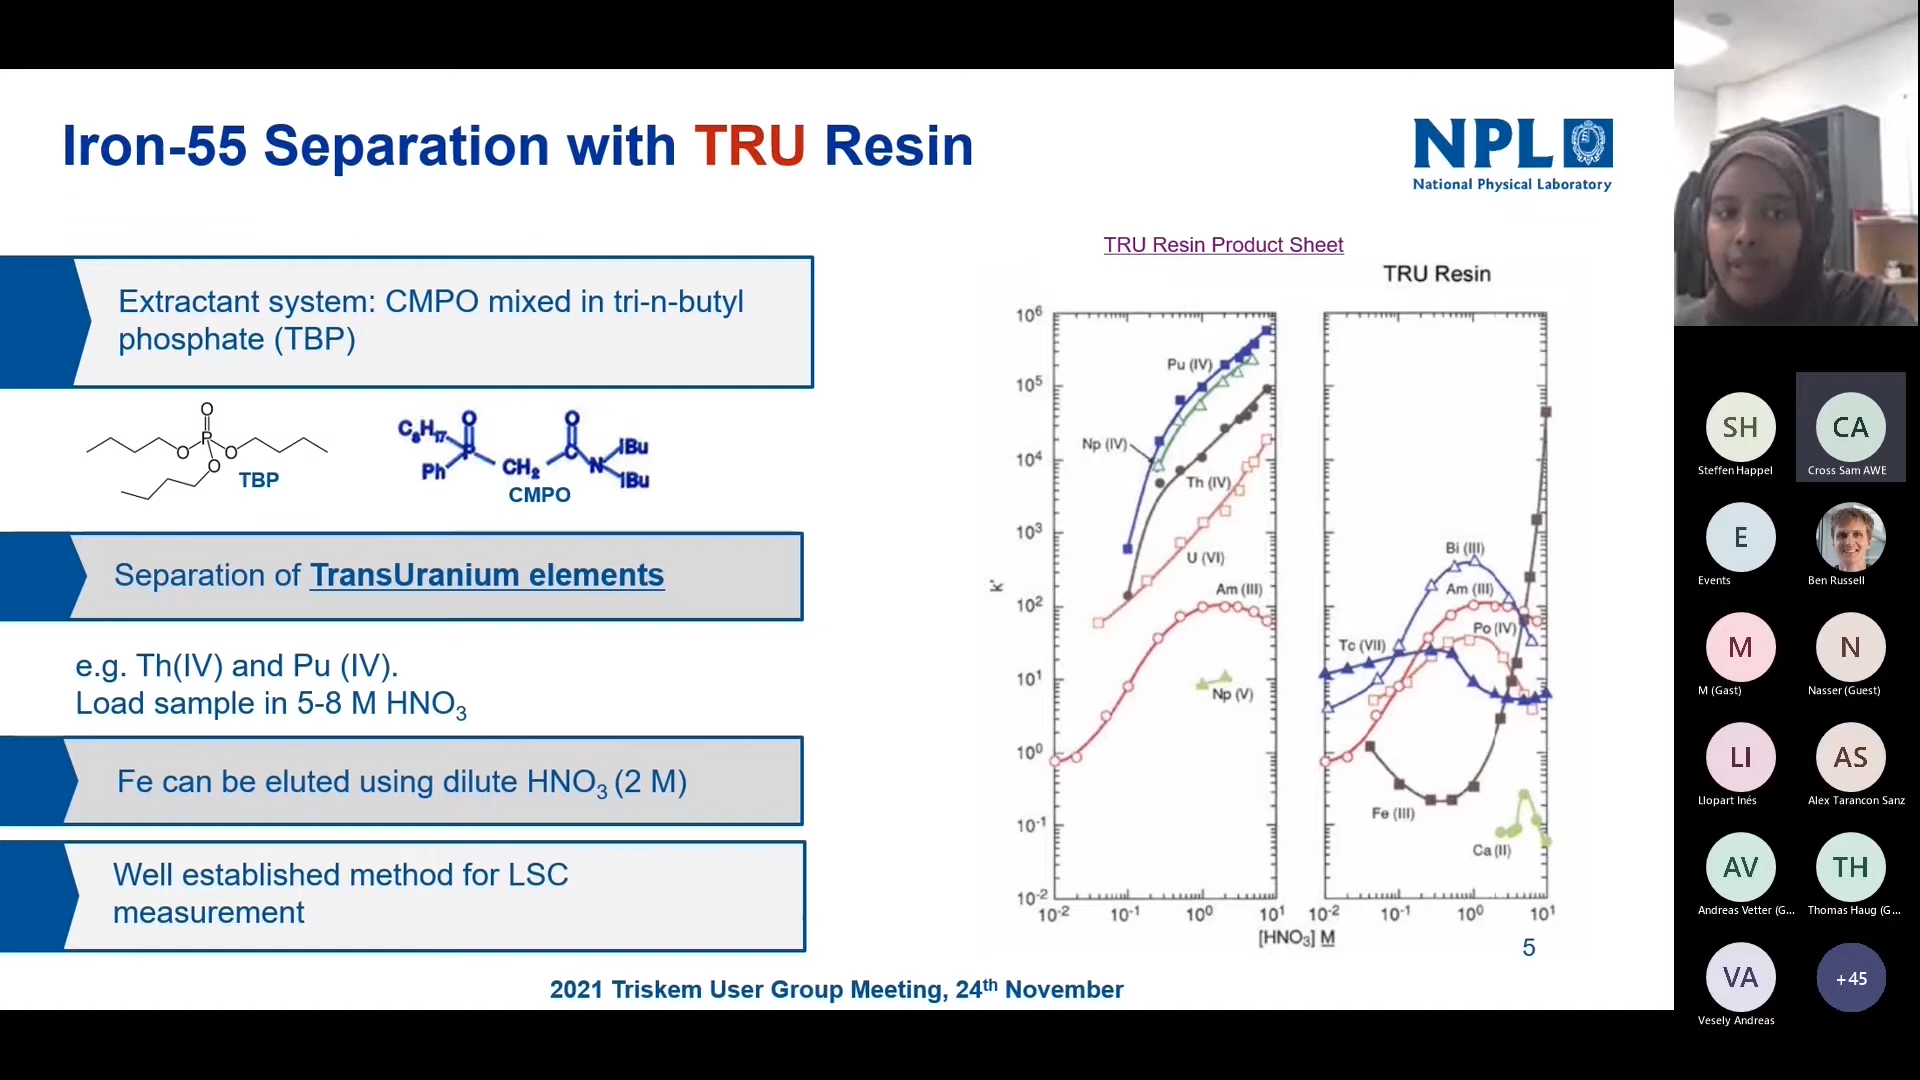 Iron-55 Separation with TRU Resin
NPL
National Physical Laboratory
Extractant system: CMPO mixed in tri-n-butyl
phosphate (TBP)
O
P
O
O
O
TBP
C₈H₁₇
O
P
Ph
CH₂
O
C
N
iBu
iBu
CMPO
Separation of TransUranium elements
e.g. Th(IV) and Pu (IV).
Load sample in 5-8 M HNO₃
Fe can be eluted using dilute HNO₃ (2 M)
Well established method for LSC
measurement
TRU Resin Product Sheet
TRU Resin
10⁶
10⁵
10⁴
10³
10²
10¹
10⁰
10⁻¹
10⁻²
k'
Pu (IV)
Np (IV)
Th (IV)
U (VI)
Am (III)
Np (V)
10⁻² 10⁻¹ 10⁰ 10¹
Bi (III)
Am (III)
Po (IV)
Tc (VII)
Fe (III)
Ca (II)
10⁻² 10⁻¹ 10⁰ 10¹
[HNO₃] M
5
2021 Triskem User Group Meeting, 24th November
SH
Steffen Happel
CA
Cross Sam AWE
E
Events
Ben Russell
M
M (Gast)
N
Nasser (Guest)
LI
Llopart Inés
AS
Alex Tarancon Sanz
AV
Andreas Vetter (G...
TH
Thomas Haug (G...
VA
Vesely Andreas
+45